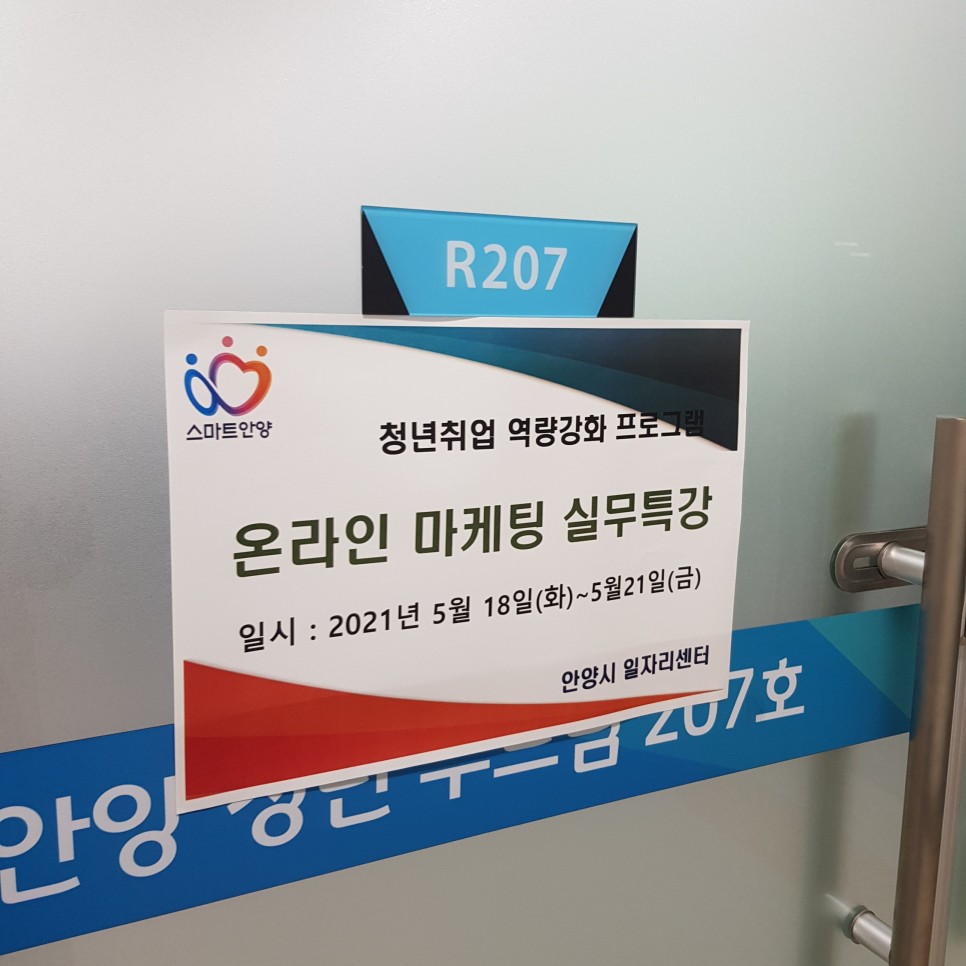 R207
스마트안양
청년취업 역량강화 프로그램
온라인 마케팅 실무특강
일시 : 2021년 5월 18일(화)~5월21일(금)
안양시 일자리센터
안양 청년 207호